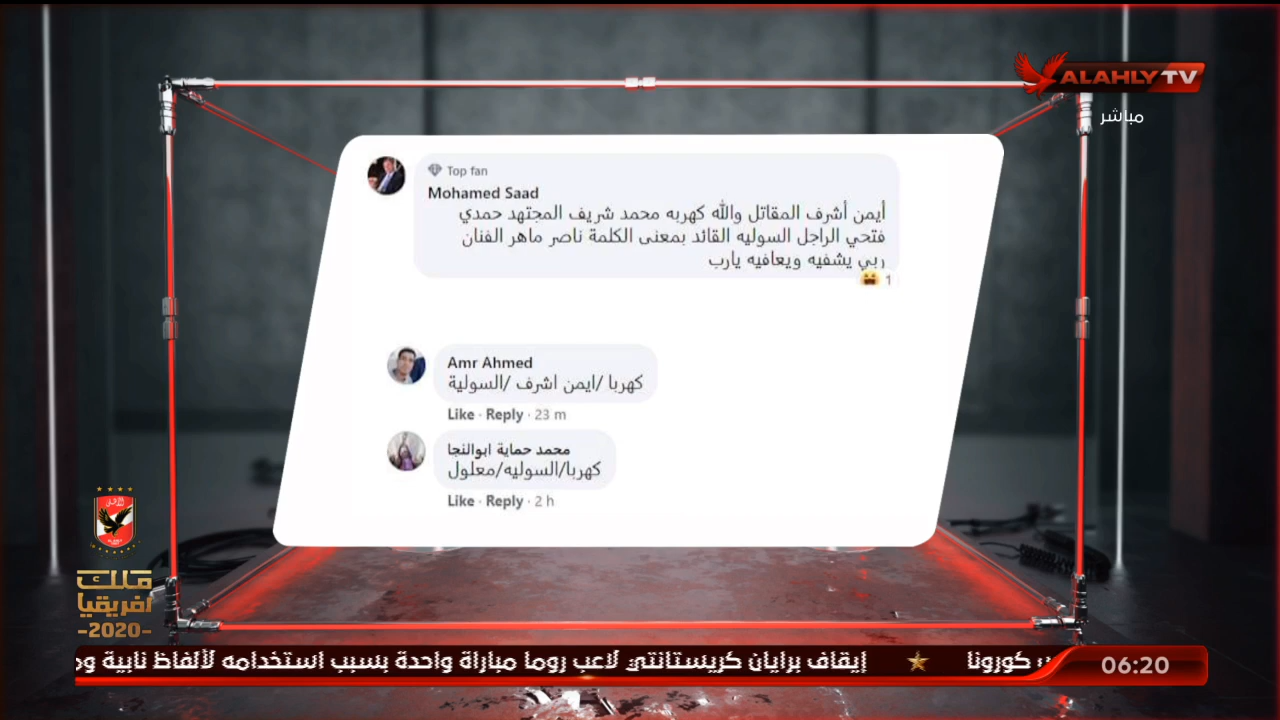 ALAHLY TV
مباشر
Top fan
Mohamed Saad
أيمن أشرف المقاتل والله كهربه محمد شريف المجتهد حمدي
فتحي الراجل السوليه القائد بمعنى الكلمة ناصر ماهر الفنان
ربي يشفيه ويعافيه يارب
1
Amr Ahmed
كهربا /ايمن اشرف /السولية
Like · Reply · 23 m
محمد حماية ابوالنجا
كهربا/السوليه/معلول
Like · Reply · 2 h
ملك
افريقيا
-2020-
كورونا ★ إيقاف برايان كريستانتي لاعب روما مباراة واحدة بسبب استخدامه لألفاظ نابية
06:20